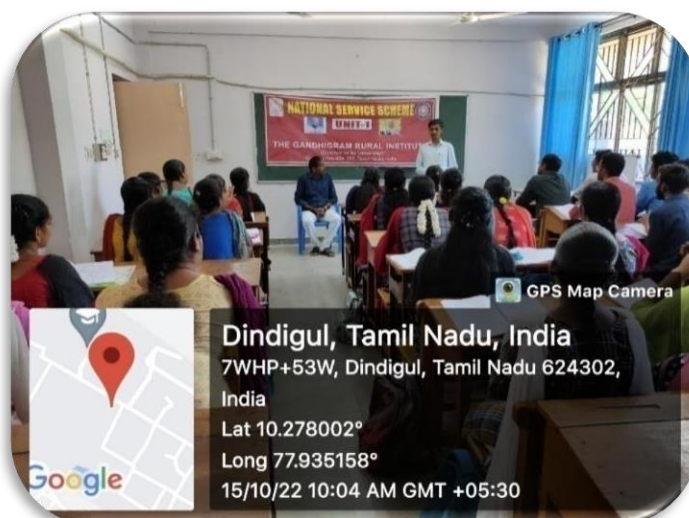 NATIONAL SERVICE SCHEME
UNIT-1
THE GANDHIGRAM RURAL INSTITUTE
GPS Map Camera
Dindigul, Tamil Nadu, India
7WHP+53W, Dindigul, Tamil Nadu 624302,
India
Lat 10.278002°
Long 77.935158°
15/10/22 10:04 AM GMT +05:30
Google